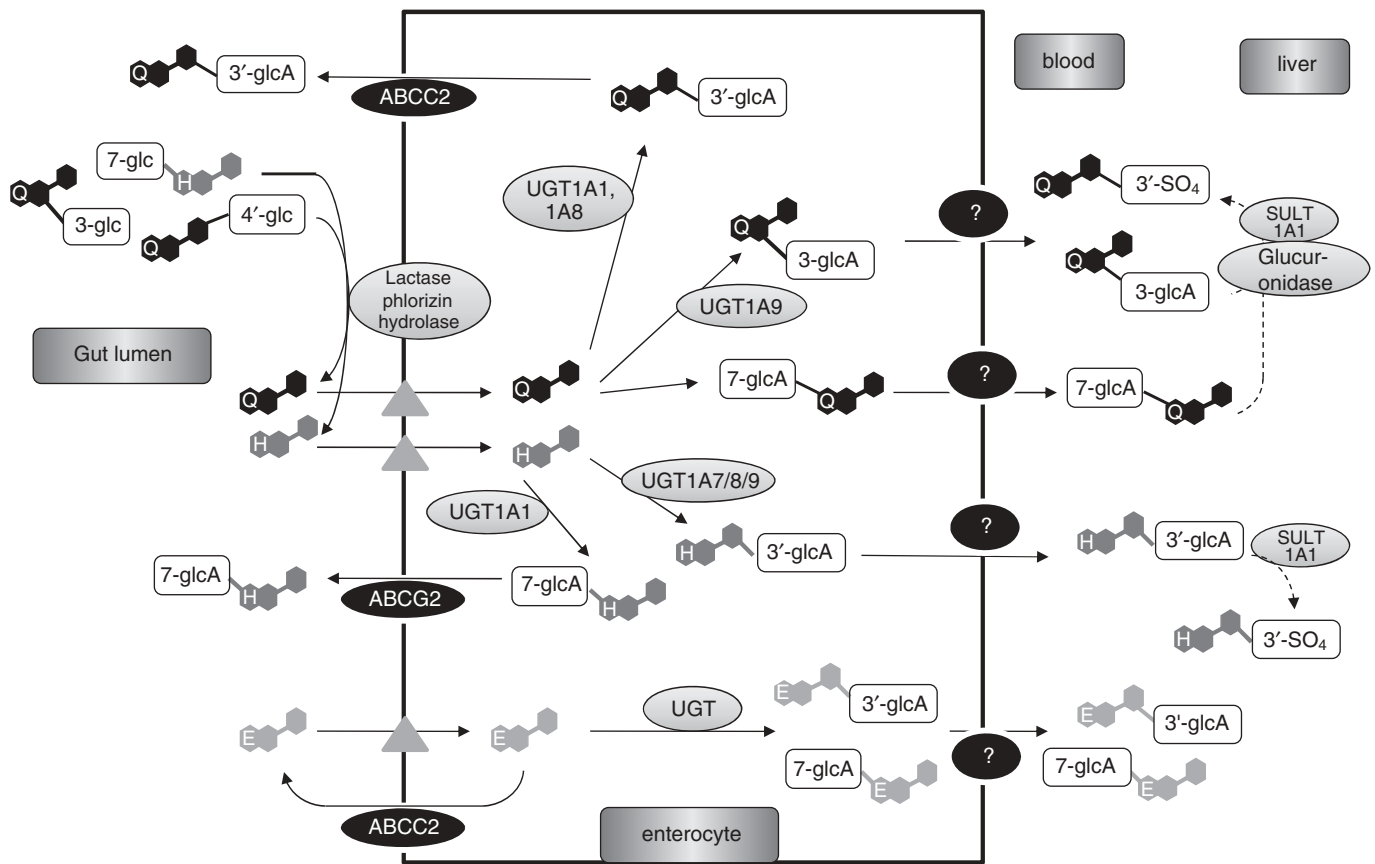 blood
liver
Q
3′-glcA
ABCC2
Q
3′-glcA
7-glc
H
Q
3-glc
4′-glc
Q
UGT1A1,
1A8
Q
3-glcA
?
Q
3′-SO₄
SULT
1A1
Q
3-glcA
Glucur-
onidase
Lactase
phlorizin
hydrolase
UGT1A9
Gut lumen
Q
Q
7-glcA
Q
?
7-glcA
Q
H
H
UGT1A7/8/9
UGT1A1
H
3′-glcA
?
H
3′-glcA
SULT
1A1
7-glcA
H
ABCG2
7-glcA
H
H
3′-SO₄
E
E
UGT
E
3′-glcA
7-glcA
E
?
E
3'-glcA
7-glcA
E
ABCC2
enterocyte